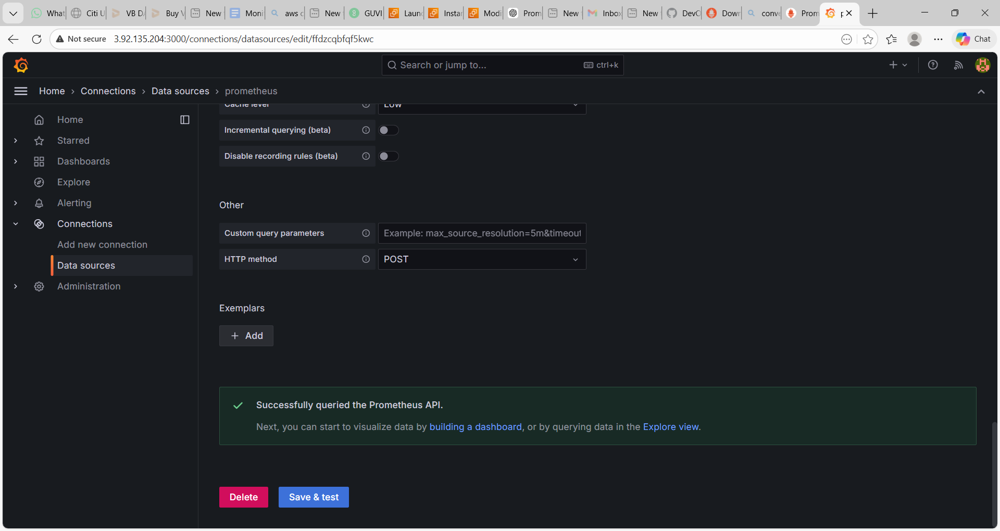 What
Citi U
VB D
Buy V
New
Moni
aws c
New
GUVI
Laun
Instan
Modi
Prom
New
Inbox
New
DevO
Down
conve
Prom
Not secure 3.92.135.204:3000/connections/datasources/edit/ffdzcqbfqf5kwc
Chat
Search or jump to...
ctrl+k
Home › Connections › Data sources › prometheus
Home
Starred
Dashboards
Explore
Alerting
Connections
Add new connection
Data sources
Administration
Cache level
Low
Incremental querying (beta)
Disable recording rules (beta)
Other
Custom query parameters
Example: max_source_resolution=5m&timeout
HTTP method
POST
Exemplars
+ Add
Successfully queried the Prometheus API.
Next, you can start to visualize data by building a dashboard, or by querying data in the Explore view.
Delete
Save & test